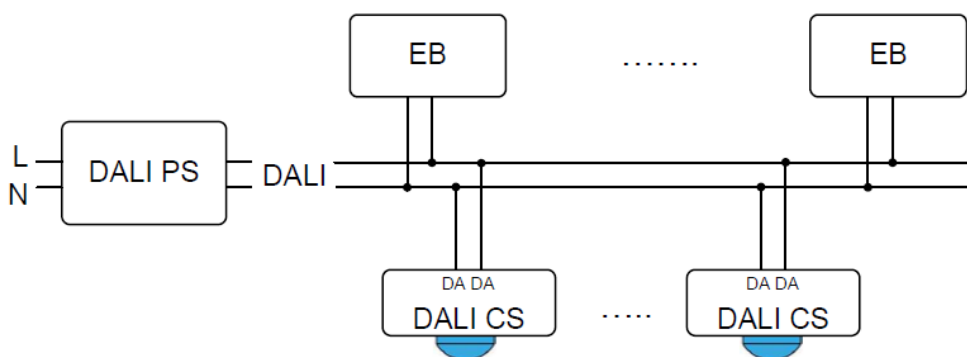 EB
.......
EB
L
N
DALI PS
DALI
DA DA
DALI CS
.....
DA DA
DALI CS